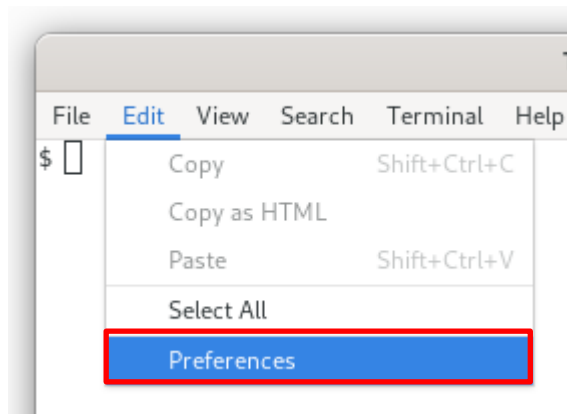 File Edit View Search Terminal Help
$
Copy Shift+Ctrl+C
Copy as HTML
Paste Shift+Ctrl+V
Select All
Preferences